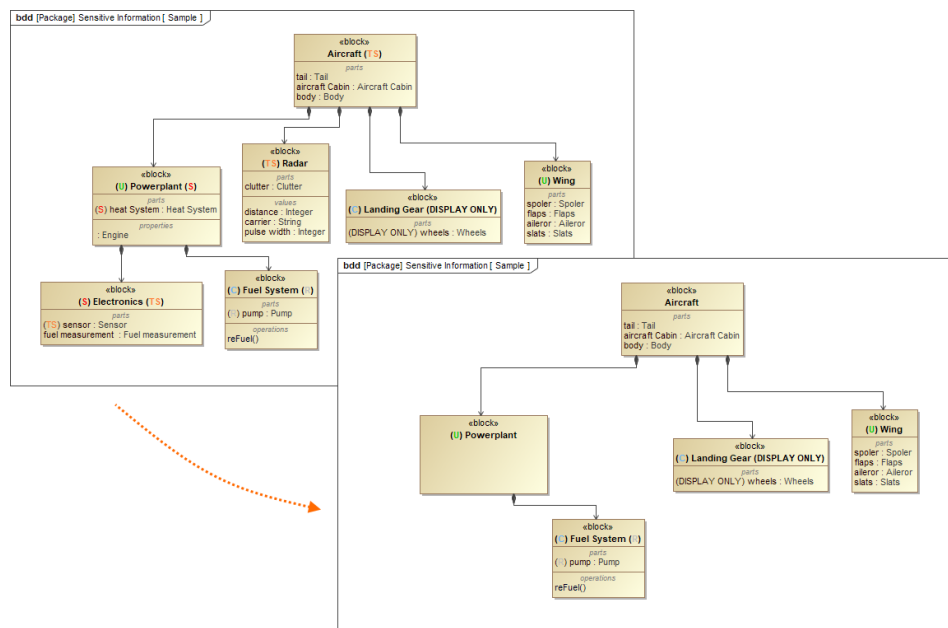 bdd [Package] Sensitive Information [ Sample ]
«block»
Aircraft (TS)
parts
tail : Tail
aircraft Cabin : Aircraft Cabin
body : Body
«block»
(U) Powerplant (S)
parts
(S) heat System : Heat System
properties
: Engine
«block»
(TS) Radar
parts
clutter : Clutter
values
distance : Integer
carrier : String
pulse width : Integer
«block»
(C) Landing Gear (DISPLAY ONLY)
parts
(DISPLAY ONLY) wheels : Wheels
«block»
(U) Wing
parts
spoler : Spoler
flaps : Flaps
aileror : Aileror
slats : Slats
«block»
(S) Electronics (TS)
parts
(TS) sensor : Sensor
fuel measurement : Fuel measurement
«block»
(C) Fuel System (R)
parts
(R) pump : Pump
operations
reFuel()
bdd [Package] Sensitive Information [ Sample ]
«block»
Aircraft
parts
tail : Tail
aircraft Cabin : Aircraft Cabin
body : Body
«block»
(U) Powerplant
«block»
(C) Landing Gear (DISPLAY ONLY)
parts
(DISPLAY ONLY) wheels : Wheels
«block»
(U) Wing
parts
spoler : Spoler
flaps : Flaps
aileror : Aileror
slats : Slats
«block»
(C) Fuel System (R)
parts
(R) pump : Pump
operations
reFuel()